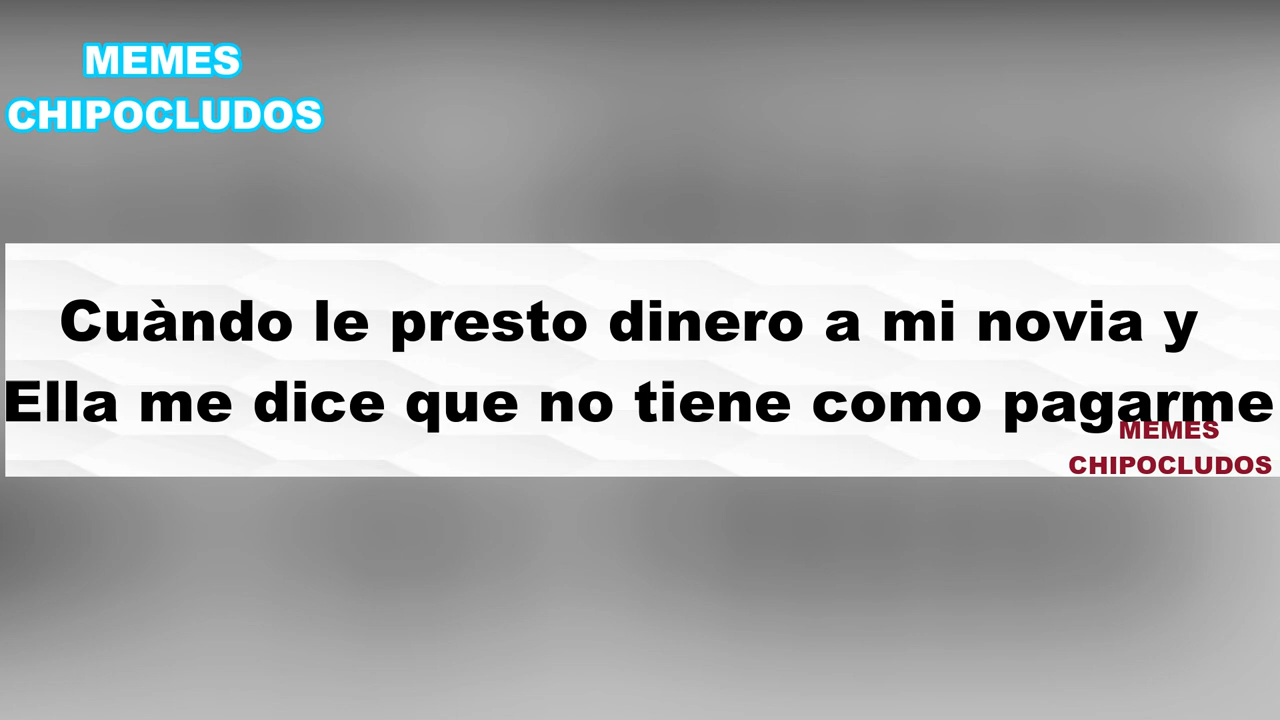 MEMES
CHIPOCLUDOS
Cuàndo le presto dinero a mi novia y
Ella me dice que no tiene como pagarme
MEMES
CHIPOCLUDOS